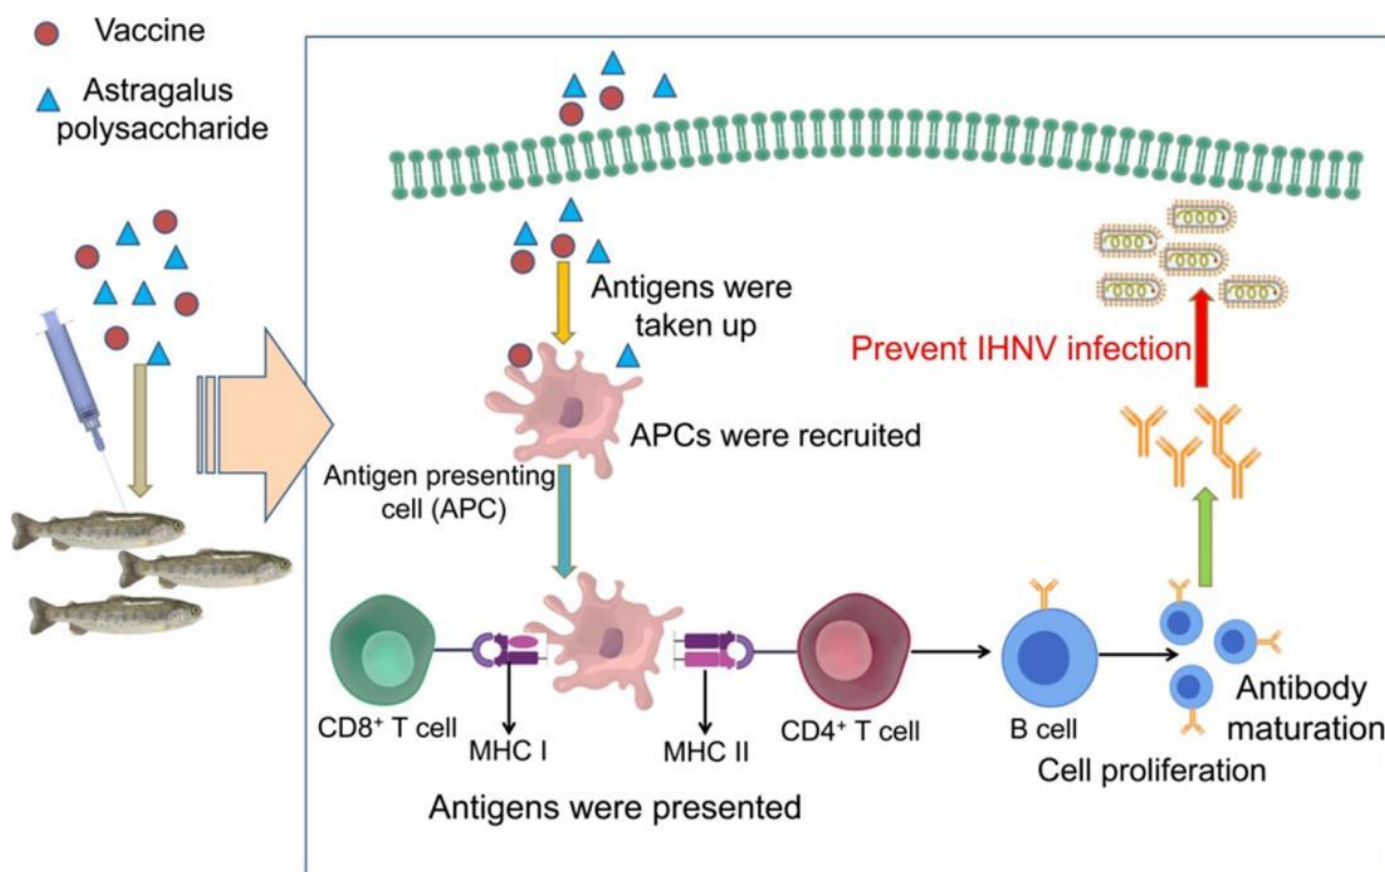 Vaccine
Astragalus
polysaccharide
Antigens were
taken up
Prevent IHNV infection
APCs were recruited
Antigen presenting
cell (APC)
CD8⁺ T cell
MHC I
MHC II
CD4⁺ T cell
B cell
Antibody
maturation
Cell proliferation
Antigens were presented